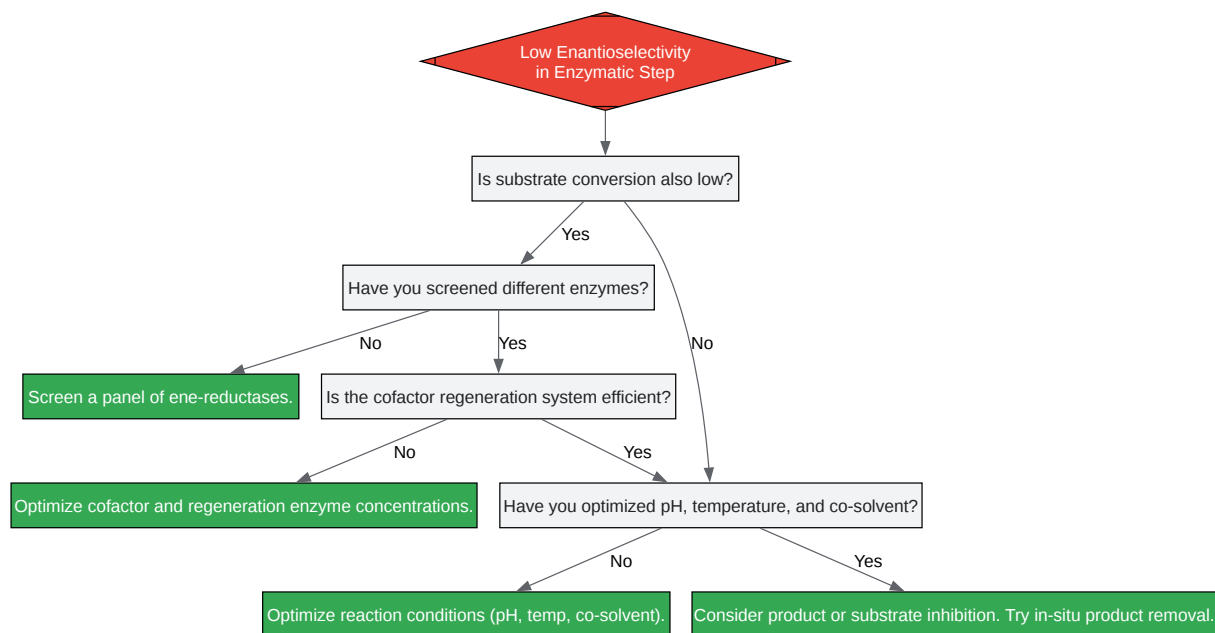 Low Enantioselectivity
in Enzymatic Step
Is substrate conversion also low?
Yes
Have you screened different enzymes?
No
Yes
No
Screen a panel of ene-reductases.
Is the cofactor regeneration system efficient?
No
Yes
Optimize cofactor and regeneration enzyme concentrations.
Have you optimized pH, temperature, and co-solvent?
No
Yes
Optimize reaction conditions (pH, temp, co-solvent).
Consider product or substrate inhibition. Try in-situ product removal.